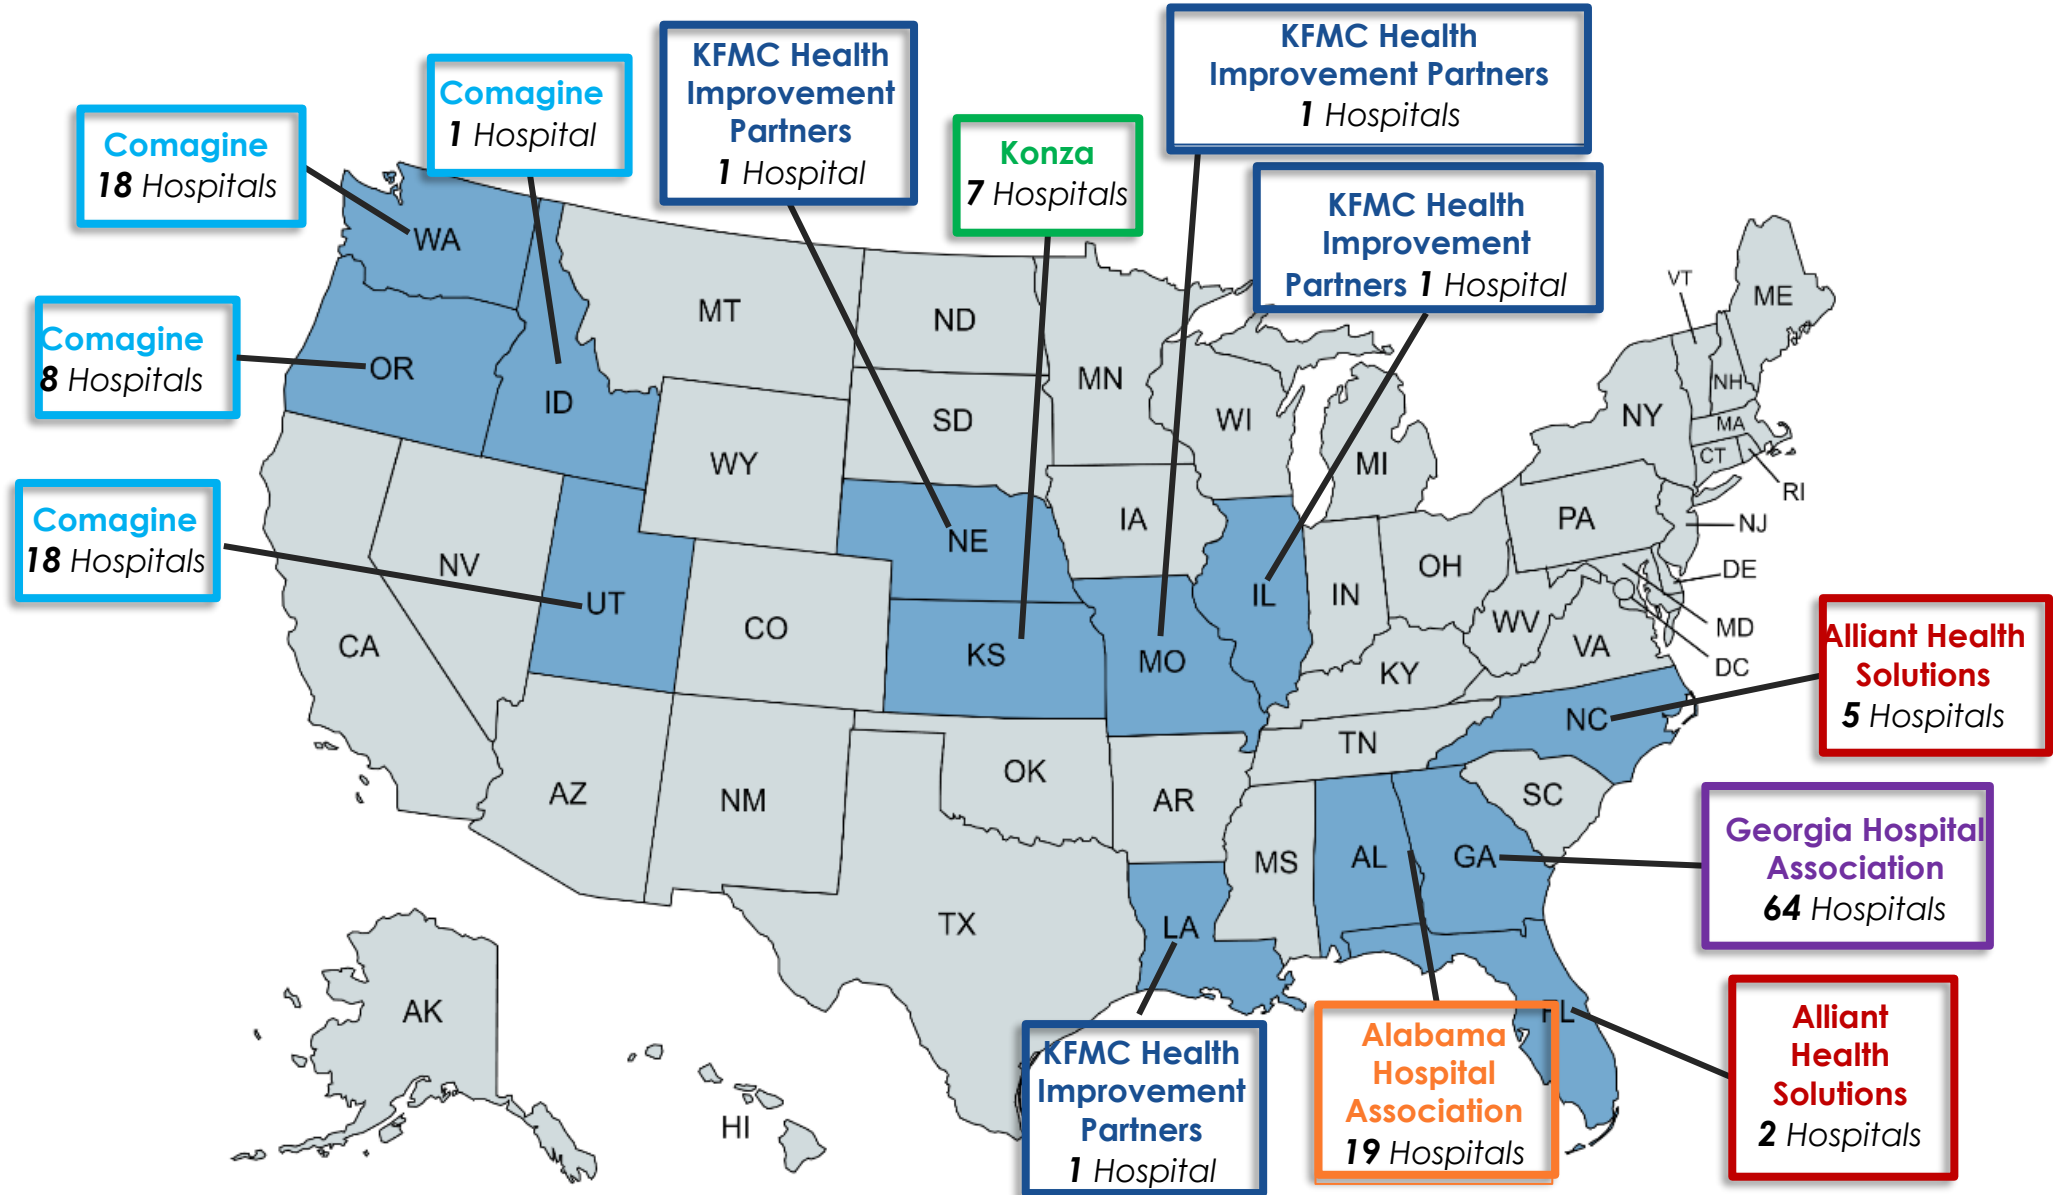 KFMC Health
Improvement Partners
1 Hospitals
KFMC Health
Improvement
Partners
1 Hospital
Comagine
1 Hospital
Comagine
18 Hospitals
Konza
7 Hospitals
KFMC Health
Improvement
Partners 1 Hospital
Comagine
8 Hospitals
Comagine
18 Hospitals
WA
OR
ID
MT
ND
MN
SD
WY
WI
MI
VT
ME
NH
NY
MA
CT
RI
NE
IA
PA
NJ
NV
UT
CO
IL
IN
OH
DE
MD
DC
WV
VA
CA
KS
MO
KY
NC
TN
AZ
NM
OK
AR
SC
MS
AL
GA
TX
LA
FL
AK
HI
Alliant Health
Solutions
5 Hospitals
Georgia Hospital
Association
64 Hospitals
Alliant
Health
Solutions
2 Hospitals
Alabama
Hospital
Association
19 Hospitals
KFMC Health
Improvement
Partners
1 Hospital